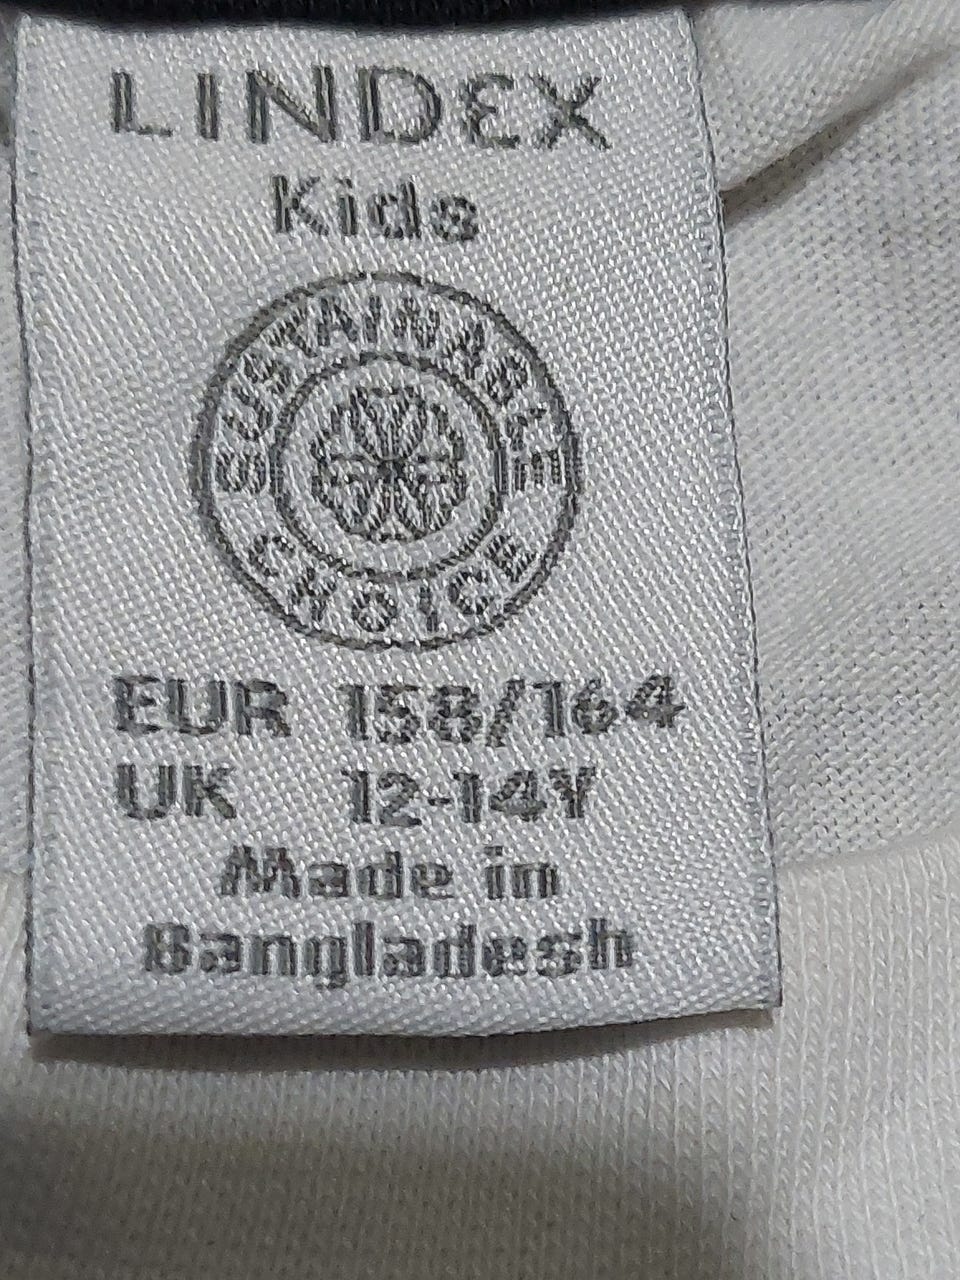 LINDEX
Kids
SUSTAINABLE
CHOICE
EUR 158/164
UK 12-14Y
Made in
Bangladesh